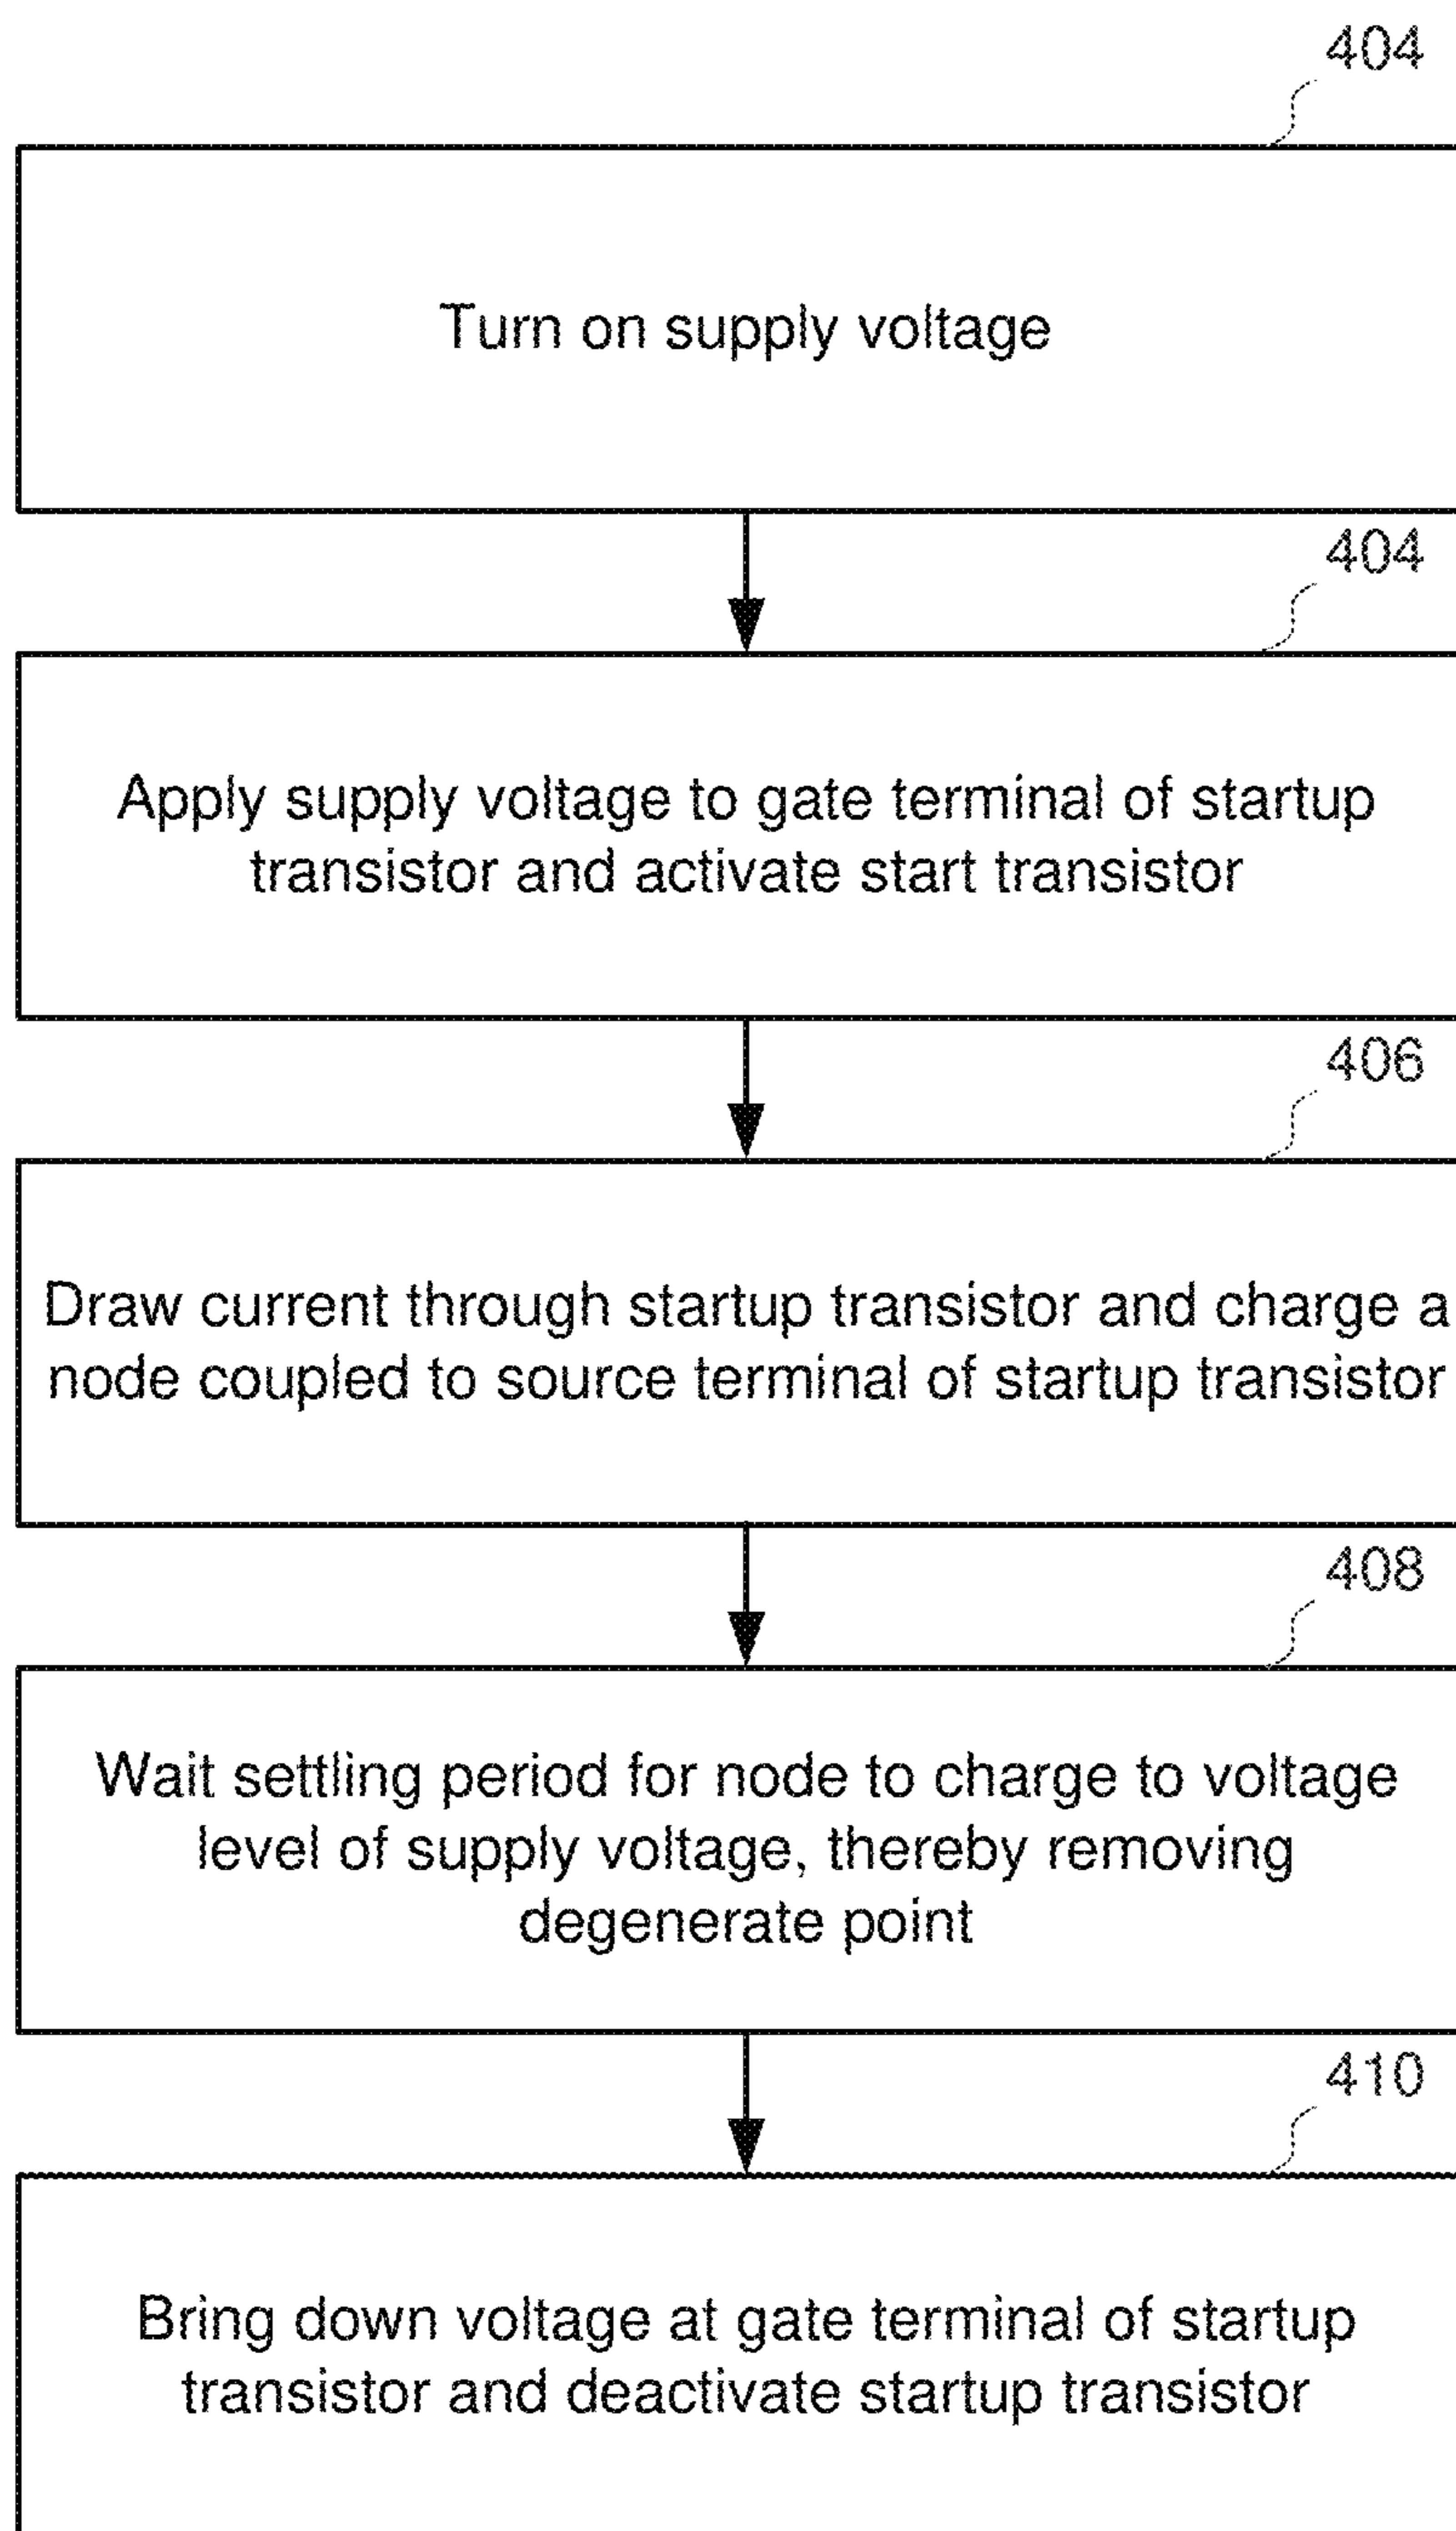 404
Turn on supply voltage
404
Apply supply voltage to gate terminal of startup
transistor and activate start transistor
406
Draw current through startup transistor and charge a
node coupled to source terminal of startup transistor
408
Wait settling period for node to charge to voltage
level of supply voltage, thereby removing
degenerate point
410
Bring down voltage at gate terminal of startup
transistor and deactivate startup transistor